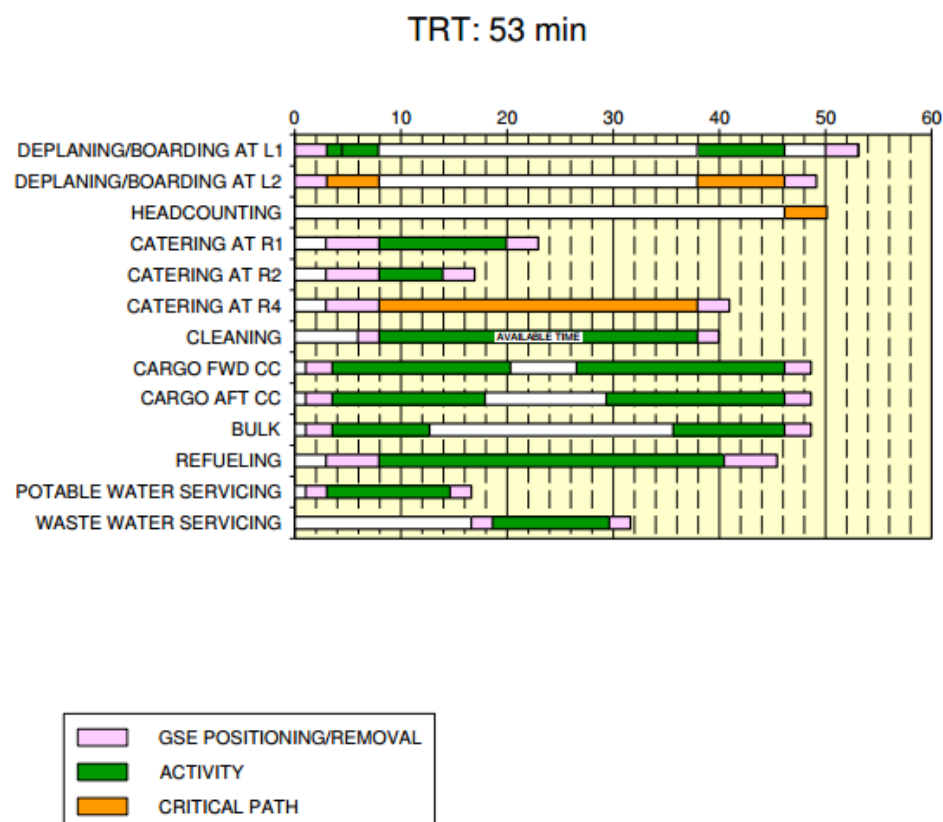 TRT: 53 min
0 10 20 30 40 50 60
DEPLANING/BOARDING AT L1
DEPLANING/BOARDING AT L2
HEADCOUNTING
CATERING AT R1
CATERING AT R2
CATERING AT R4
CLEANING
AVAILABLE TIME
CARGO FWD CC
CARGO AFT CC
BULK
REFUELING
POTABLE WATER SERVICING
WASTE WATER SERVICING
GSE POSITIONING/REMOVAL
ACTIVITY
CRITICAL PATH